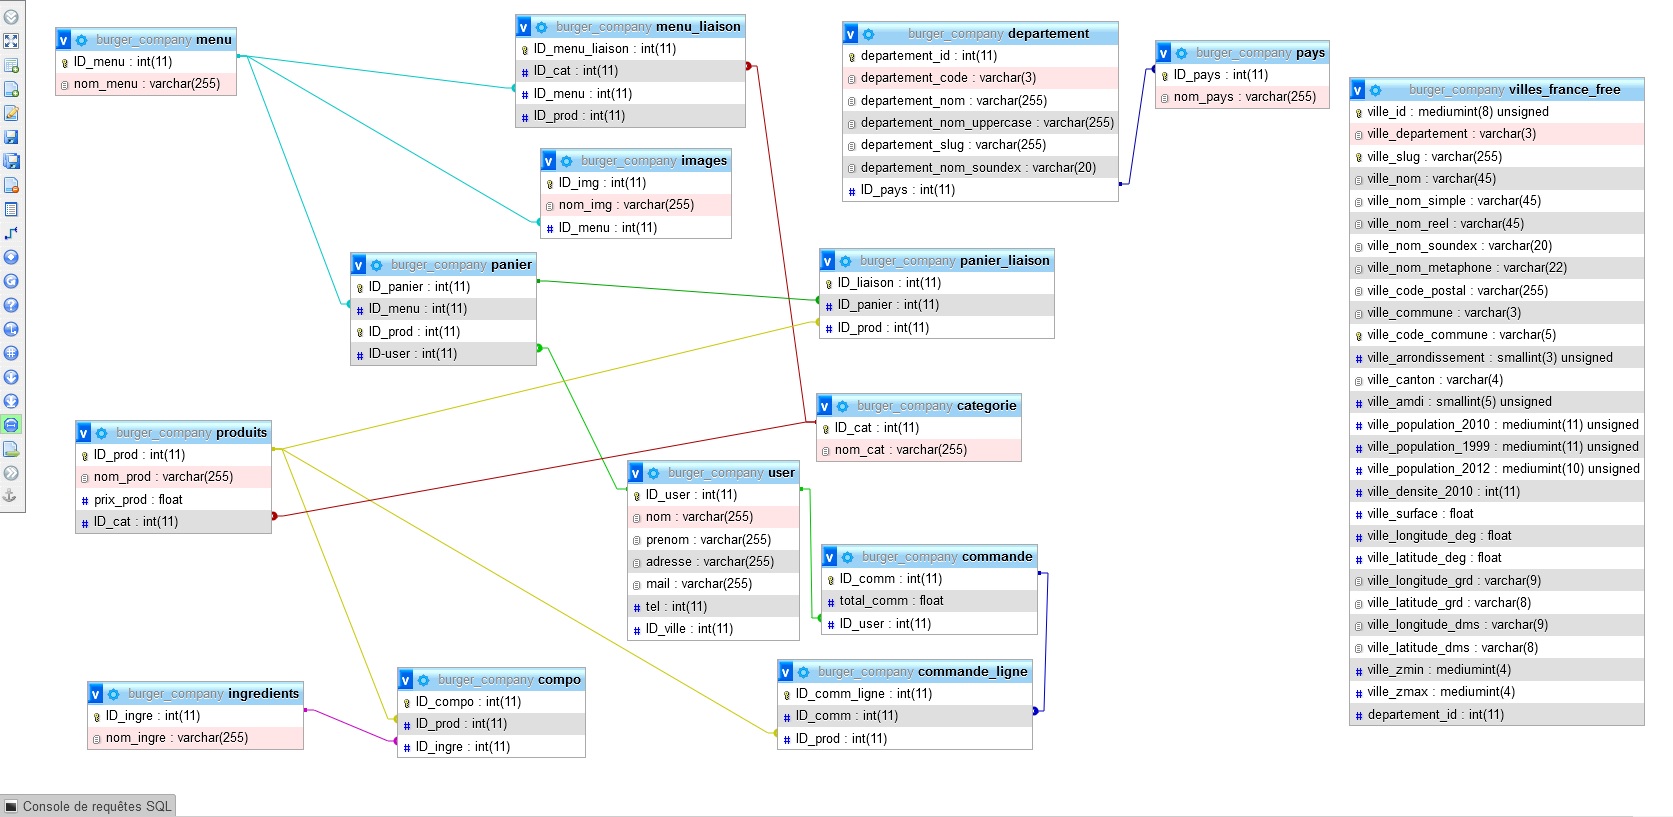 v burger_company menu
ID_menu : int(11)
nom_menu : varchar(255)
v burger_company menu_liaison
ID_menu_liaison : int(11)
# ID_cat : int(11)
# ID_menu : int(11)
# ID_prod : int(11)
v burger_company images
ID_img : int(11)
nom_img : varchar(255)
# ID_menu : int(11)
v burger_company departement
departement_id : int(11)
departement_code : varchar(3)
departement_nom : varchar(255)
departement_nom_uppercase : varchar(255)
departement_slug : varchar(255)
departement_nom_soundex : varchar(20)
# ID_pays : int(11)
v burger_company pays
ID_pays : int(11)
nom_pays : varchar(255)
v burger_company villes_france_free
ville_id : mediumint(8) unsigned
ville_departement : varchar(3)
ville_slug : varchar(255)
ville_nom : varchar(45)
ville_nom_simple : varchar(45)
ville_nom_reel : varchar(45)
ville_nom_soundex : varchar(20)
ville_nom_metaphone : varchar(22)
ville_code_postal : varchar(255)
ville_commune : varchar(3)
ville_code_commune : varchar(5)
# ville_arrondissement : smallint(3) unsigned
ville_canton : varchar(4)
# ville_amdi : smallint(5) unsigned
# ville_population_2010 : mediumint(11) unsigned
# ville_population_1999 : mediumint(11) unsigned
# ville_population_2012 : mediumint(10) unsigned
# ville_densite_2010 : int(11)
# ville_surface : float
# ville_longitude_deg : float
# ville_latitude_deg : float
ville_longitude_grd : varchar(9)
ville_latitude_grd : varchar(8)
ville_longitude_dms : varchar(9)
ville_latitude_dms : varchar(8)
# ville_zmin : mediumint(4)
# ville_zmax : mediumint(4)
# departement_id : int(11)
v burger_company panier
ID_panier : int(11)
# ID_menu : int(11)
ID_prod : int(11)
# ID-user : int(11)
v burger_company panier_liaison
ID_liaison : int(11)
# ID_panier : int(11)
# ID_prod : int(11)
v burger_company produits
ID_prod : int(11)
nom_prod : varchar(255)
# prix_prod : float
# ID_cat : int(11)
v burger_company categorie
ID_cat : int(11)
nom_cat : varchar(255)
v burger_company user
ID_user : int(11)
nom : varchar(255)
prenom : varchar(255)
adresse : varchar(255)
mail : varchar(255)
# tel : int(11)
# ID_ville : int(11)
v burger_company commande
ID_comm : int(11)
# total_comm : float
# ID_user : int(11)
v burger_company commande_ligne
ID_comm_ligne : int(11)
# ID_comm : int(11)
# ID_prod : int(11)
v burger_company ingredients
ID_ingre : int(11)
nom_ingre : varchar(255)
v burger_company compo
ID_compo : int(11)
# ID_prod : int(11)
# ID_ingre : int(11)
Console de requêtes SQL